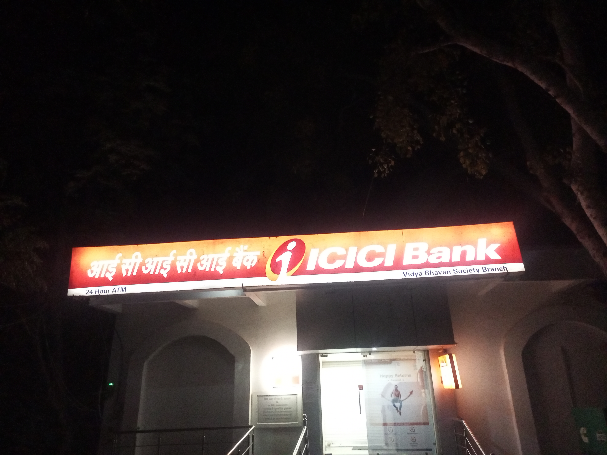 आई सी आई सी आई बैंक ICICI Bank
24 Hour ATM
Vidya Bhavan Society Branch